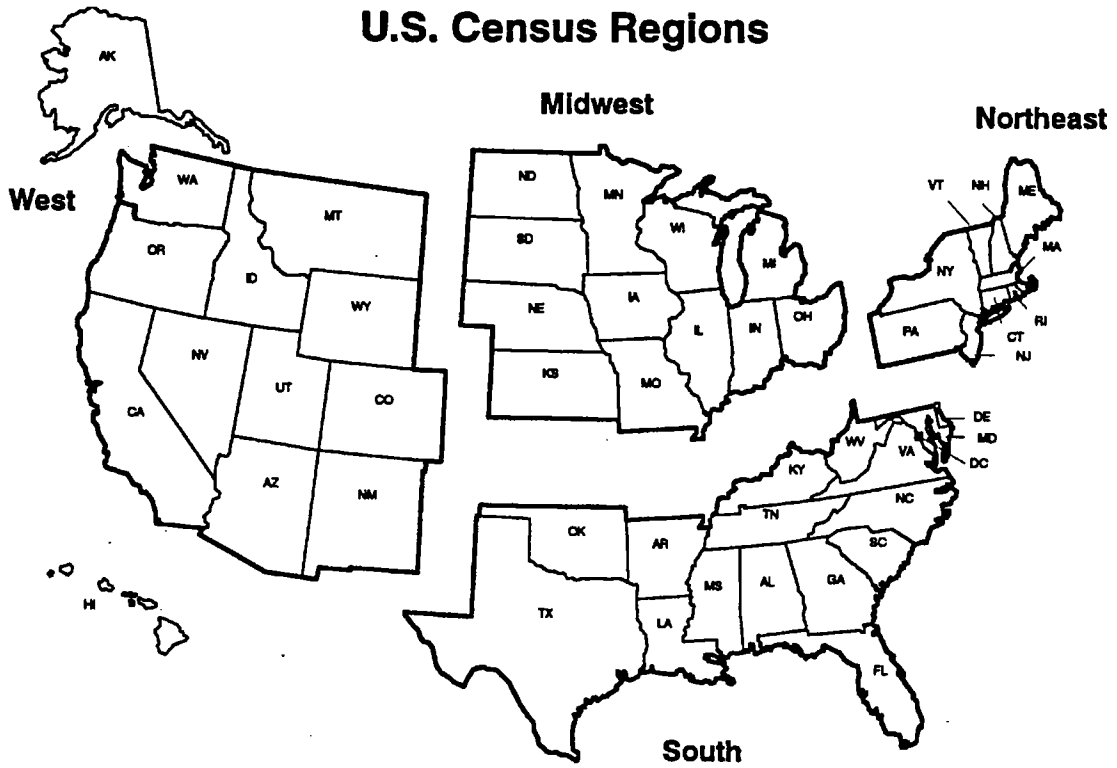 U.S. Census Regions
AK
Midwest
Northeast
West
WA
MT
OR
ID
WY
NV
UT
CO
CA
AZ
NM
HI
ND
MN
SD
WI
MI
NE
IA
IL
IN
OH
KS
MO
VT
NH
ME
MA
NY
RI
PA
CT
NJ
DE
MD
DC
WV
VA
KY
NC
TN
OK
AR
SC
MS
AL
GA
TX
LA
FL
South